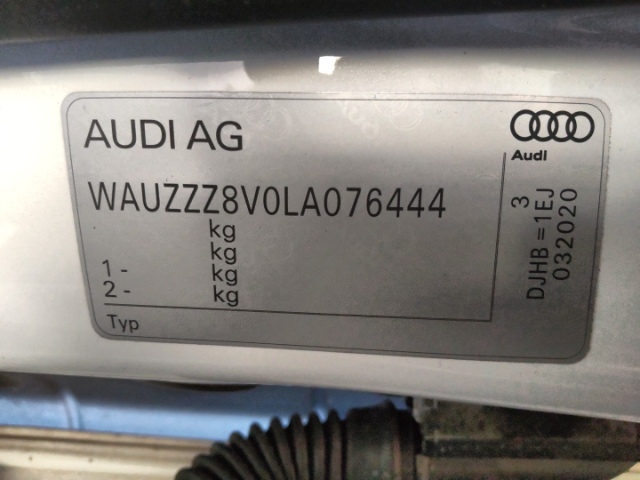 AUDI AG
Audi
WAUZZZ8V0LA076444
kg
kg
1- kg
2- kg
Typ
3
DJHB=1EJ
032020